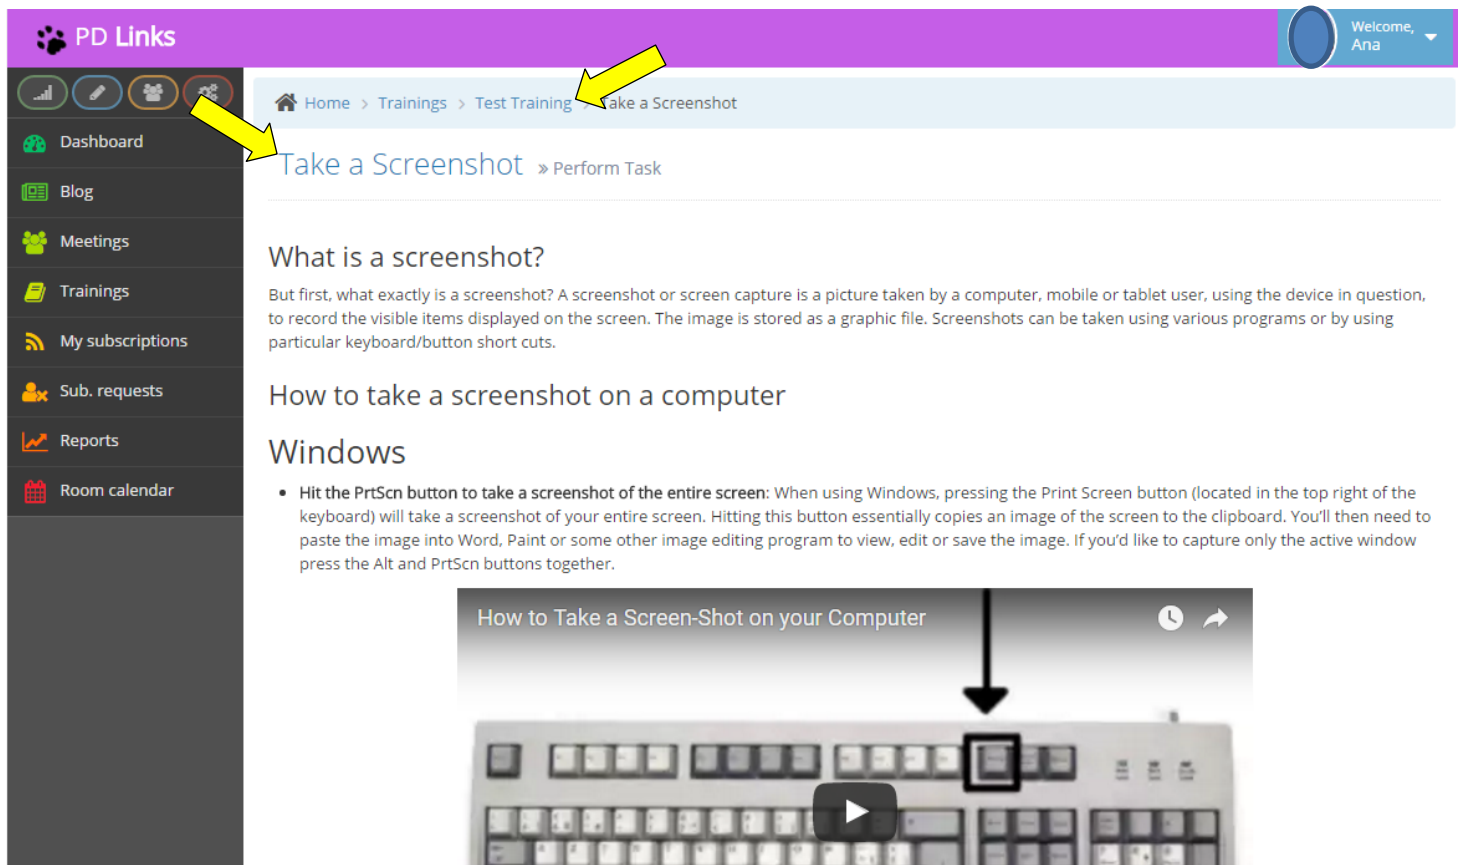 PD Links
Welcome,
Ana
Home > Trainings > Test Training > Take a Screenshot
Dashboard
Blog
Meetings
Trainings
My subscriptions
Sub. requests
Reports
Room calendar
Take a Screenshot » Perform Task
What is a screenshot?
But first, what exactly is a screenshot? A screenshot or screen capture is a picture taken by a computer, mobile or tablet user, using the device in question,
to record the visible items displayed on the screen. The image is stored as a graphic file. Screenshots can be taken using various programs or by using
particular keyboard/button short cuts.
How to take a screenshot on a computer
Windows
• Hit the PrtScn button to take a screenshot of the entire screen: When using Windows, pressing the Print Screen button (located in the top right of the
keyboard) will take a screenshot of your entire screen. Hitting this button essentially copies an image of the screen to the clipboard. You'll then need to
paste the image into Word, Paint or some other image editing program to view, edit or save the image. If you'd like to capture only the active window
press the Alt and PrtScn buttons together.
How to Take a Screen-Shot on your Computer